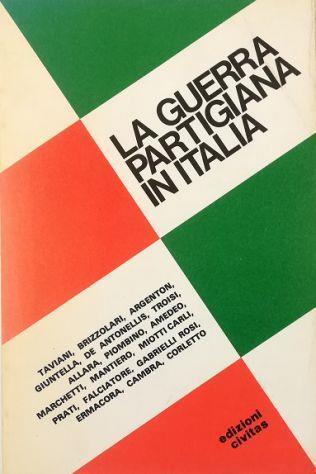 LA GUERRA
PARTIGIANA
IN ITALIA
TAVIANI, BRIZZOLARI, ARGENTON,
GIUNTELLA, DE ANTONELLIS, TROISI,
ALLARA, PIOMBINO, AMEDEO,
MARCHETTI, MANTIERO, MIOTTI CARLI,
PRATI, FALCIATORE, GABRIELLI ROSI,
ERMACORA, CAMBRA, CORLETTO
edizioni
civitas